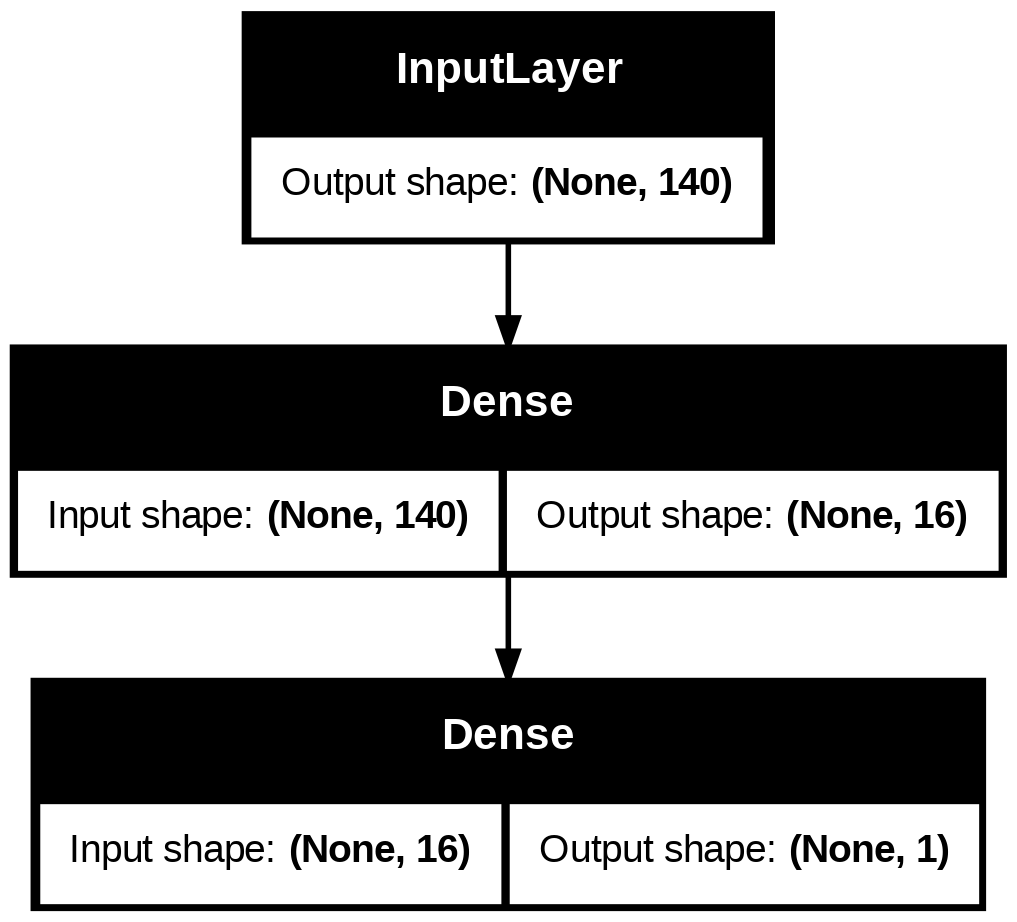 InputLayer
Output shape: (None, 140)
Dense
Input shape: (None, 140) Output shape: (None, 16)
Dense
Input shape: (None, 16) Output shape: (None, 1)